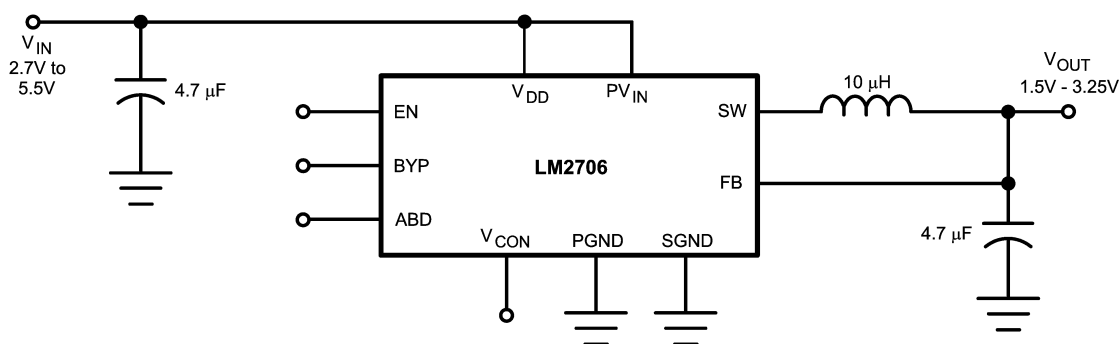 VIN
2.7V to
5.5V
4.7 µF
VDD
PVIN
EN
BYP
ABD
LM2706
SW
FB
VCON
PGND
SGND
10 µH
VOUT
1.5V - 3.25V
4.7 µF